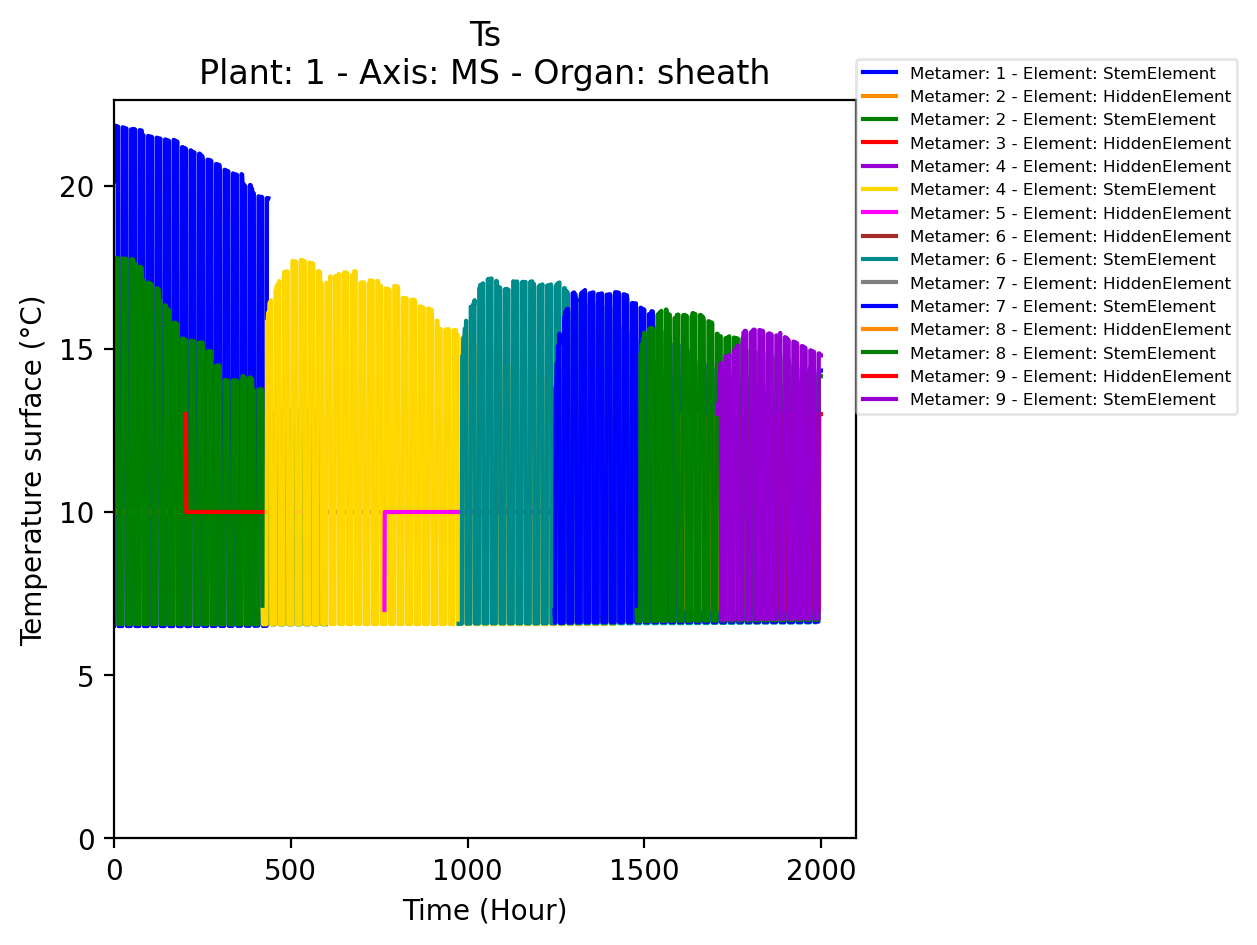 Ts
Plant: 1 - Axis: MS - Organ: sheath
Temperature surface (°C)
20
15
10
5
0
0
500
1000
1500
2000
Time (Hour)
Metamer: 1 - Element: StemElement
Metamer: 2 - Element: HiddenElement
Metamer: 2 - Element: StemElement
Metamer: 3 - Element: HiddenElement
Metamer: 4 - Element: HiddenElement
Metamer: 4 - Element: StemElement
Metamer: 5 - Element: HiddenElement
Metamer: 6 - Element: HiddenElement
Metamer: 6 - Element: StemElement
Metamer: 7 - Element: HiddenElement
Metamer: 7 - Element: StemElement
Metamer: 8 - Element: HiddenElement
Metamer: 8 - Element: StemElement
Metamer: 9 - Element: HiddenElement
Metamer: 9 - Element: StemElement